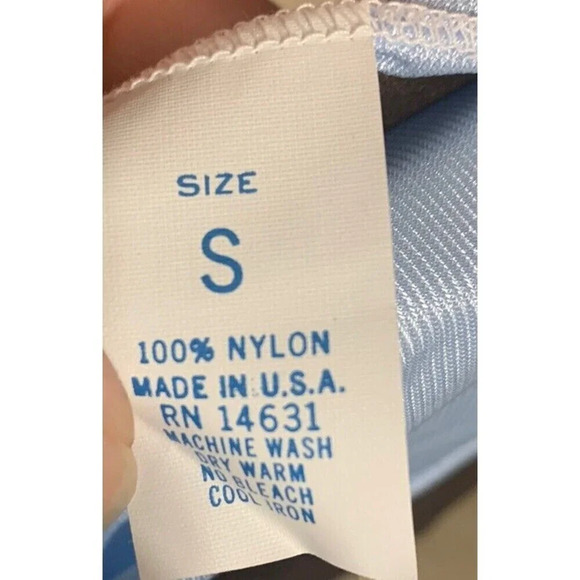 SIZE
S
100% NYLON
MADE IN U.S.A.
RN 14631
MACHINE WASH
DRY WARM
NO BLEACH
COOL IRON